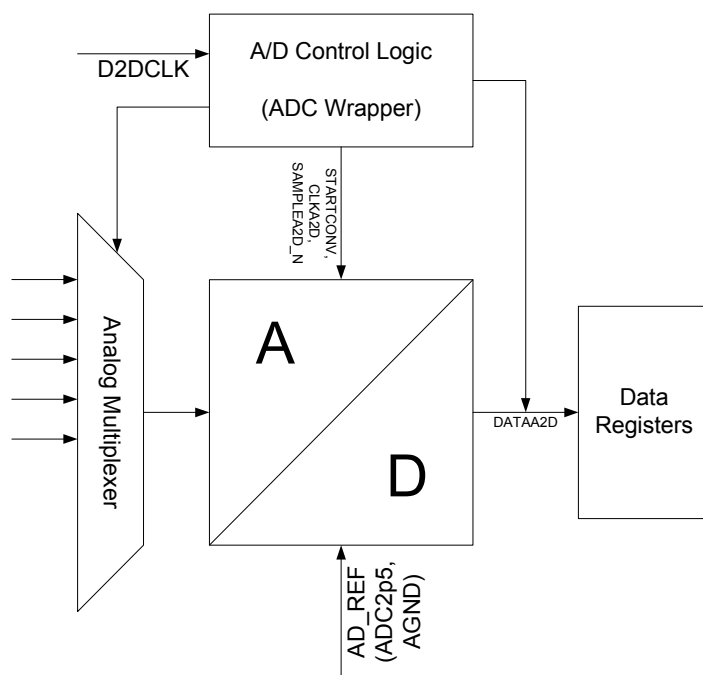 A/D Control Logic
(ADC Wrapper)
D2DCLK
STARTCONV,
CLKA2D,
SAMPLEA2D_N
Analog Multiplexer
A
D
DATAA2D
Data
Registers
AD_REF
(ADC2p5,
AGND)